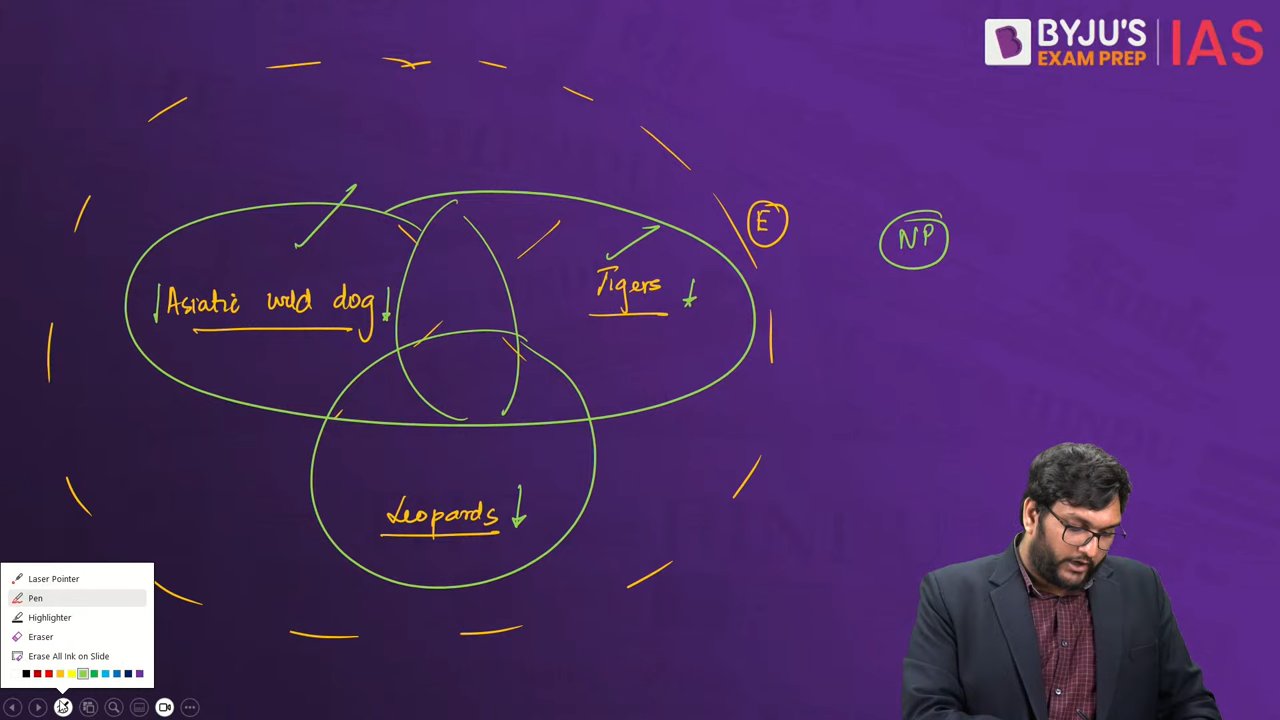 BYJU'S
EXAM PREP
IAS
E
NP
Tigers
Asiatic wild dog
Leopards
Laser Pointer
Pen
Highlighter
Eraser
Erase All Ink on Slide